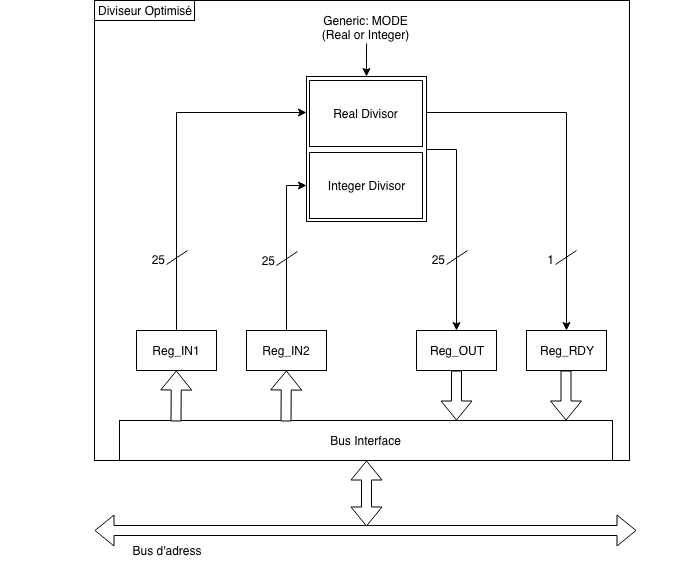 Diviseur Optimisé
Generic: MODE
(Real or Integer)
Real Divisor
Integer Divisor
25
25
25
1
Reg_IN1
Reg_IN2
Reg_OUT
Reg_RDY
Bus Interface
Bus d'adress